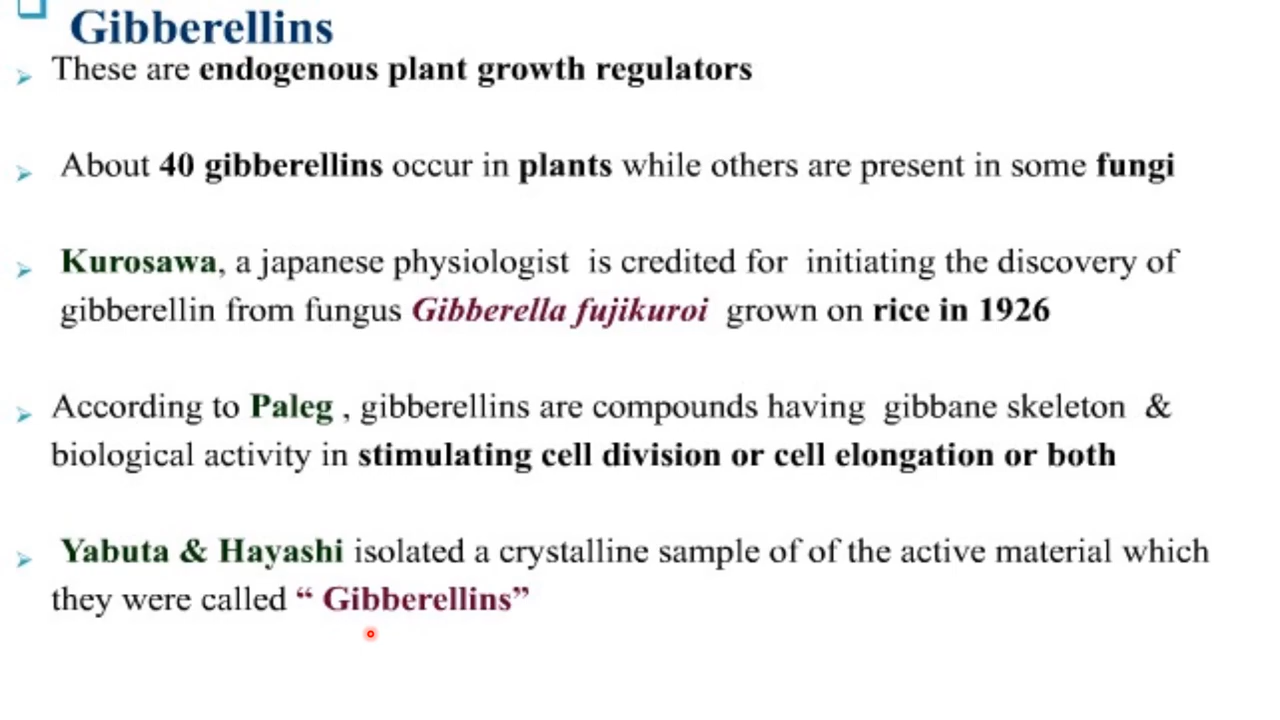 Gibberellins
These are endogenous plant growth regulators
About 40 gibberellins occur in plants while others are present in some fungi
Kurosawa, a japanese physiologist is credited for initiating the discovery of
gibberellin from fungus Gibberella fujikuroi grown on rice in 1926
According to Paleg , gibberellins are compounds having gibbane skeleton &
biological activity in stimulating cell division or cell elongation or both
Yabuta & Hayashi isolated a crystalline sample of of the active material which
they were called “ Gibberellins”